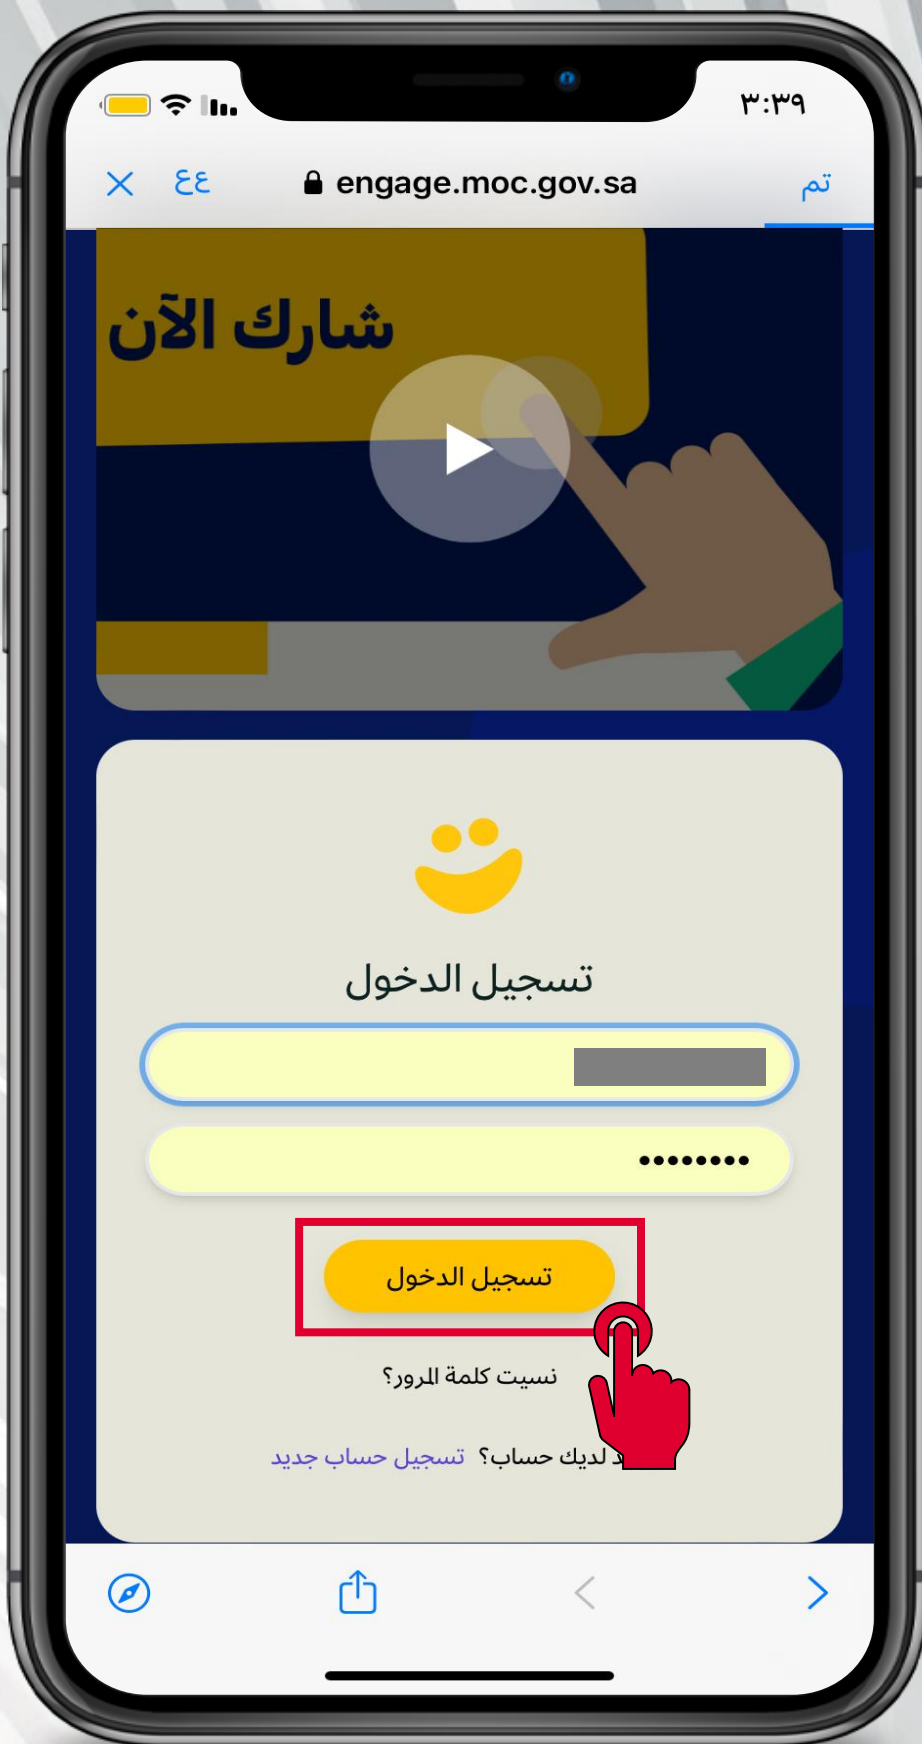 ٣:٣٩
عع engage.moc.gov.sa تم
شارك الآن
تسجيل الدخول
••••••••
تسجيل الدخول
نسيت كلمة المرور؟
لديك حساب؟ تسجيل حساب جديد